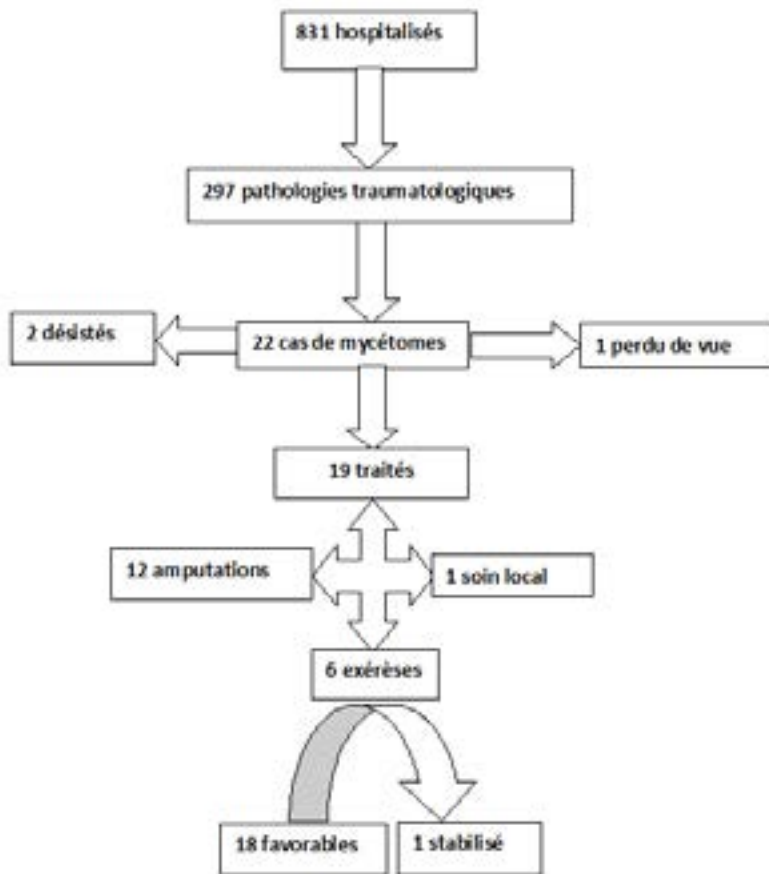 831 hospitalisés
297 pathologies traumatologiques
2 désistés
22 cas de mycétomes
1 perdu de vue
19 traités
12 amputations
1 soin local
6 exérèses
18 favorables
1 stabilisé